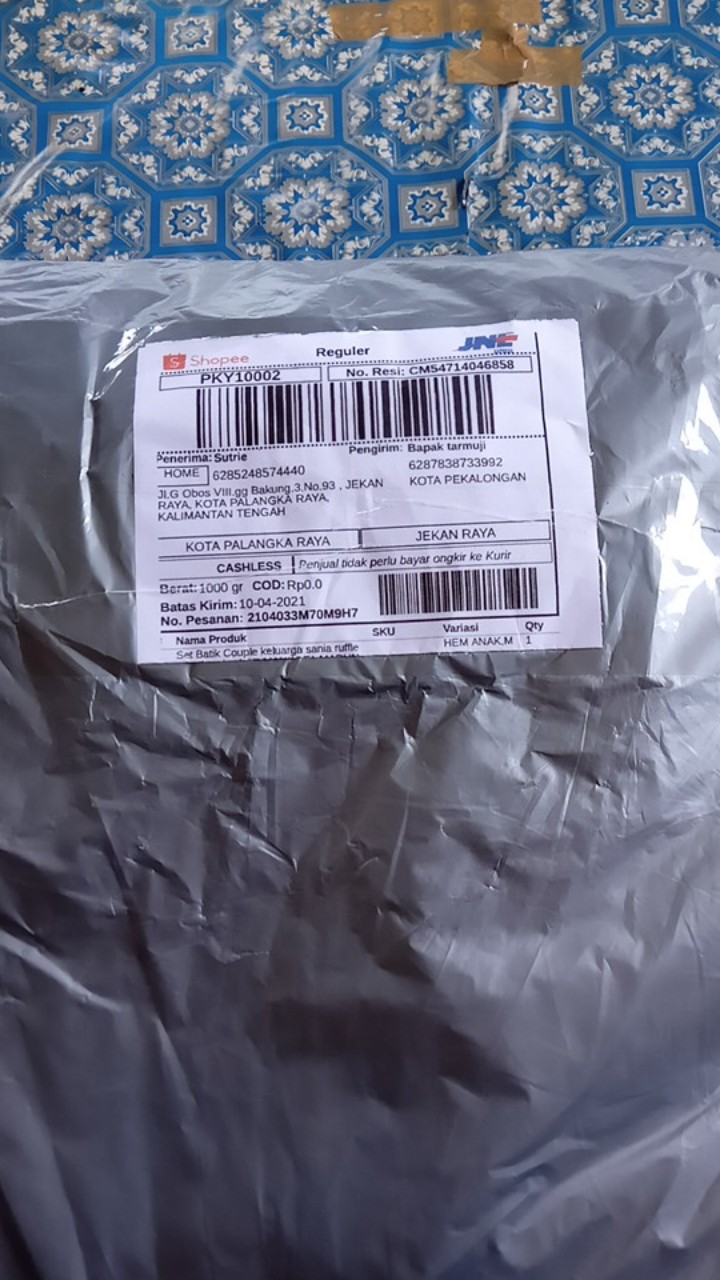 Shopee
Reguler
JNE
PKY10002
No. Resi: CM54714046858
Penerima: Sutrie
Pengirim: Bapak tarmuji
HOME
6285248574440
6287838733992
JLG Obos VIII.gg Bakung.3.No.93 , JEKAN
RAYA, KOTA PALANGKA RAYA,
KALIMANTAN TENGAH
KOTA PEKALONGAN
KOTA PALANGKA RAYA
JEKAN RAYA
CASHLESS
Penjual tidak perlu bayar ongkir ke Kurir
Berat: 1000 gr COD: Rp0.0
Batas Kirim: 10-04-2021
No. Pesanan: 2104033M70M9H7
Nama Produk SKU Variasi Qty
Set Batik Couple keluarga sania ruffle HEM ANAK,M 1